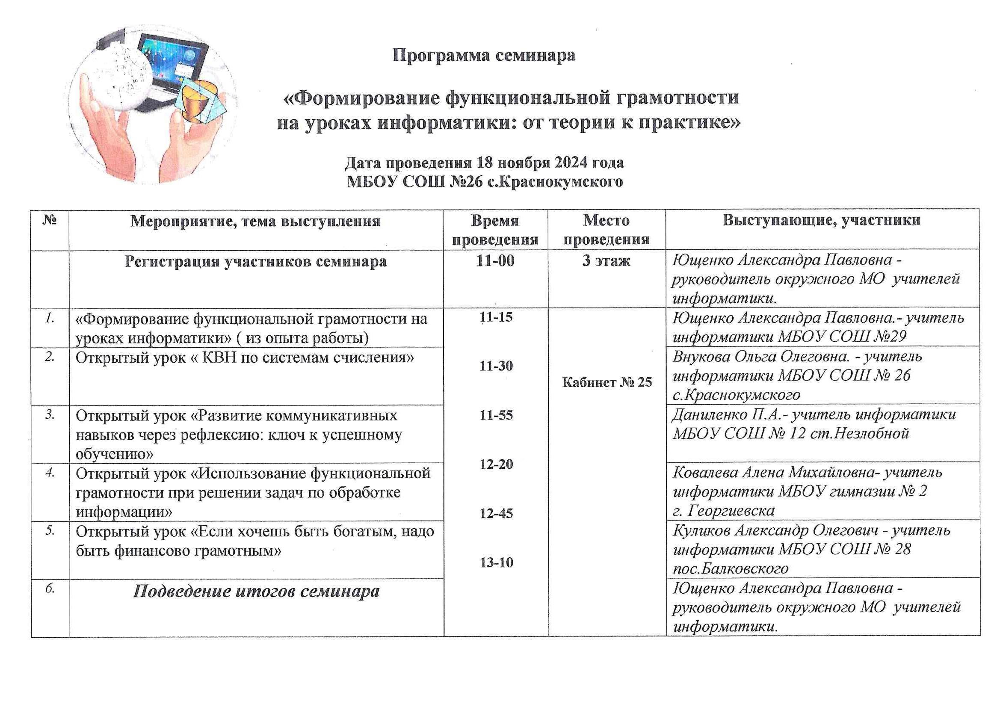 Программа семинара
«Формирование функциональной грамотности
на уроках информатики: от теории к практике»
Дата проведения 18 ноября 2024 года
МБОУ СОШ №26 с.Краснокумского
№
Мероприятие, тема выступления
Время
проведения
Место
проведения
Выступающие, участники
Регистрация участников семинара
11-00
3 этаж
Ющенко Александра Павловна -
руководитель окружного МО учителей
информатики.
1.
«Формирование функциональной грамотности на
уроках информатики» ( из опыта работы)
11-15
Ющенко Александра Павловна.- учитель
информатики МБОУ СОШ №29
2.
Открытый урок « КВН по системам счисления»
11-30
Кабинет № 25
Внукова Ольга Олеговна. - учитель
информатики МБОУ СОШ № 26
с.Краснокумского
3.
Открытый урок «Развитие коммуникативных
навыков через рефлексию: ключ к успешному
обучению»
11-55
Даниленко П.А.- учитель информатики
МБОУ СОШ № 12 ст.Незлобной
4.
Открытый урок «Использование функциональной
грамотности при решении задач по обработке
информации»
12-20
Ковалева Алена Михайловна- учитель
информатики МБОУ гимназии № 2
г. Георгиевска
5.
Открытый урок «Если хочешь быть богатым, надо
быть финансово грамотным»
12-45
Куликов Александр Олегович - учитель
информатики МБОУ СОШ № 28
пос.Балковского
6.
Подведение итогов семинара
13-10
Ющенко Александра Павловна -
руководитель окружного МО учителей
информатики.